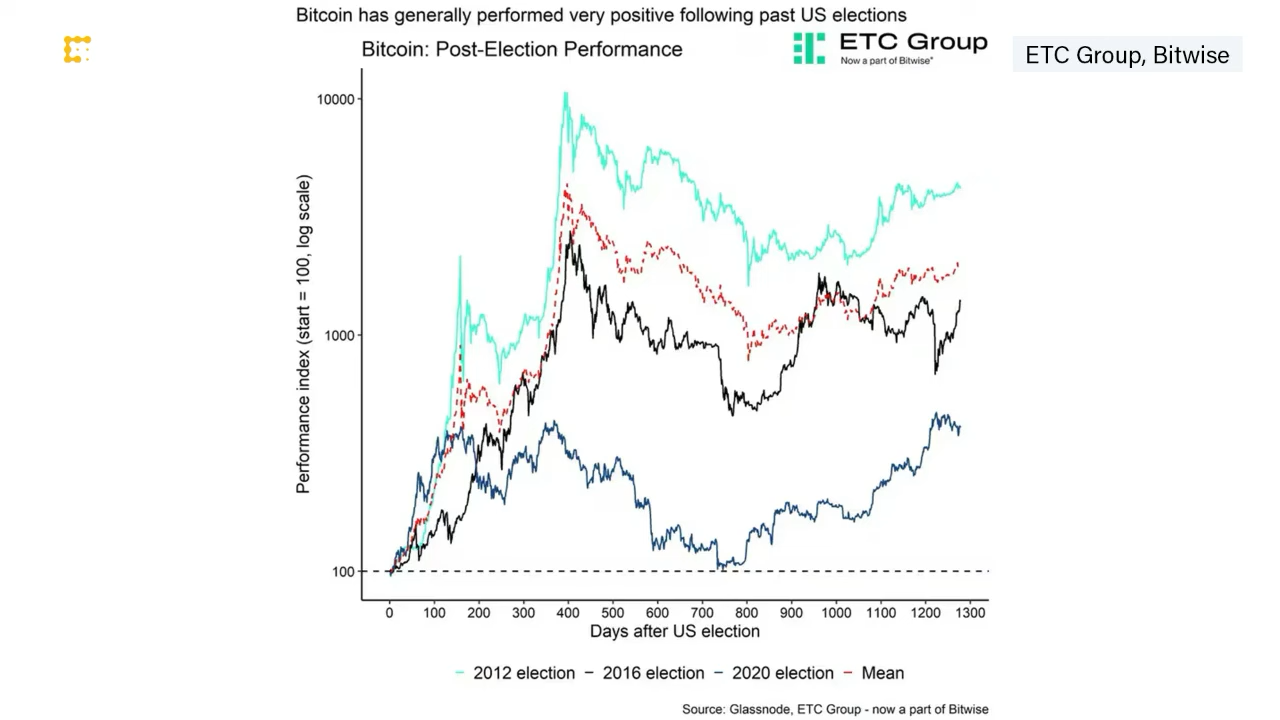 Bitcoin has generally performed very positive following past US elections
Bitcoin: Post-Election Performance
ETC Group
Now a part of Bitwise*
ETC Group, Bitwise
Performance index (start = 100, log scale)
10000
1000
100
0 100 200 300 400 500 600 700 800 900 1000 1100 1200 1300
Days after US election
2012 election 2016 election 2020 election Mean
Source: Glassnode, ETC Group - now a part of Bitwise